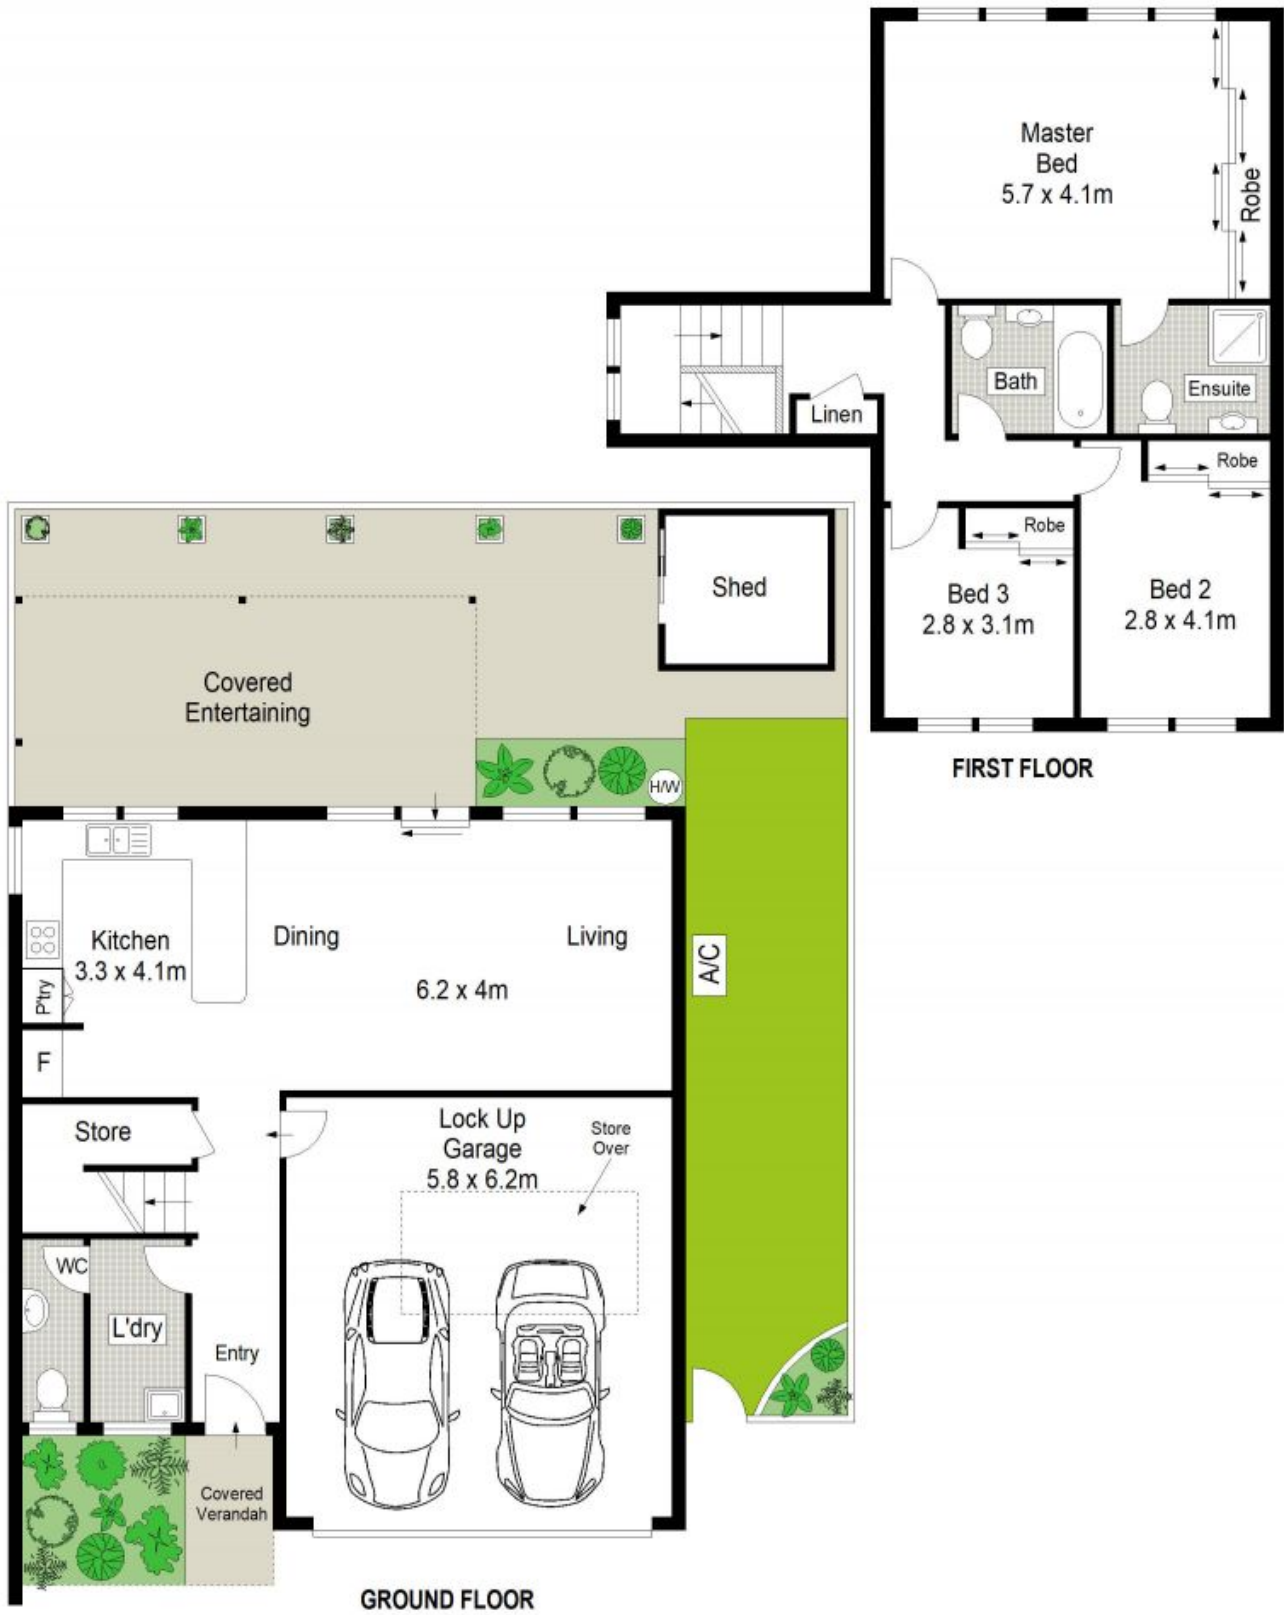 Master
Bed
5.7 x 4.1m
Robe
Bath
Ensuite
Linen
Robe
Robe
Bed 3
2.8 x 3.1m
Bed 2
2.8 x 4.1m
FIRST FLOOR
Shed
Covered
Entertaining
H/W
Kitchen
3.3 x 4.1m
Dining
Living
6.2 x 4m
A/C
P'try
F
Store
Lock Up
Garage
5.8 x 6.2m
Store
Over
WC
L'dry
Entry
Covered
Verandah
GROUND FLOOR